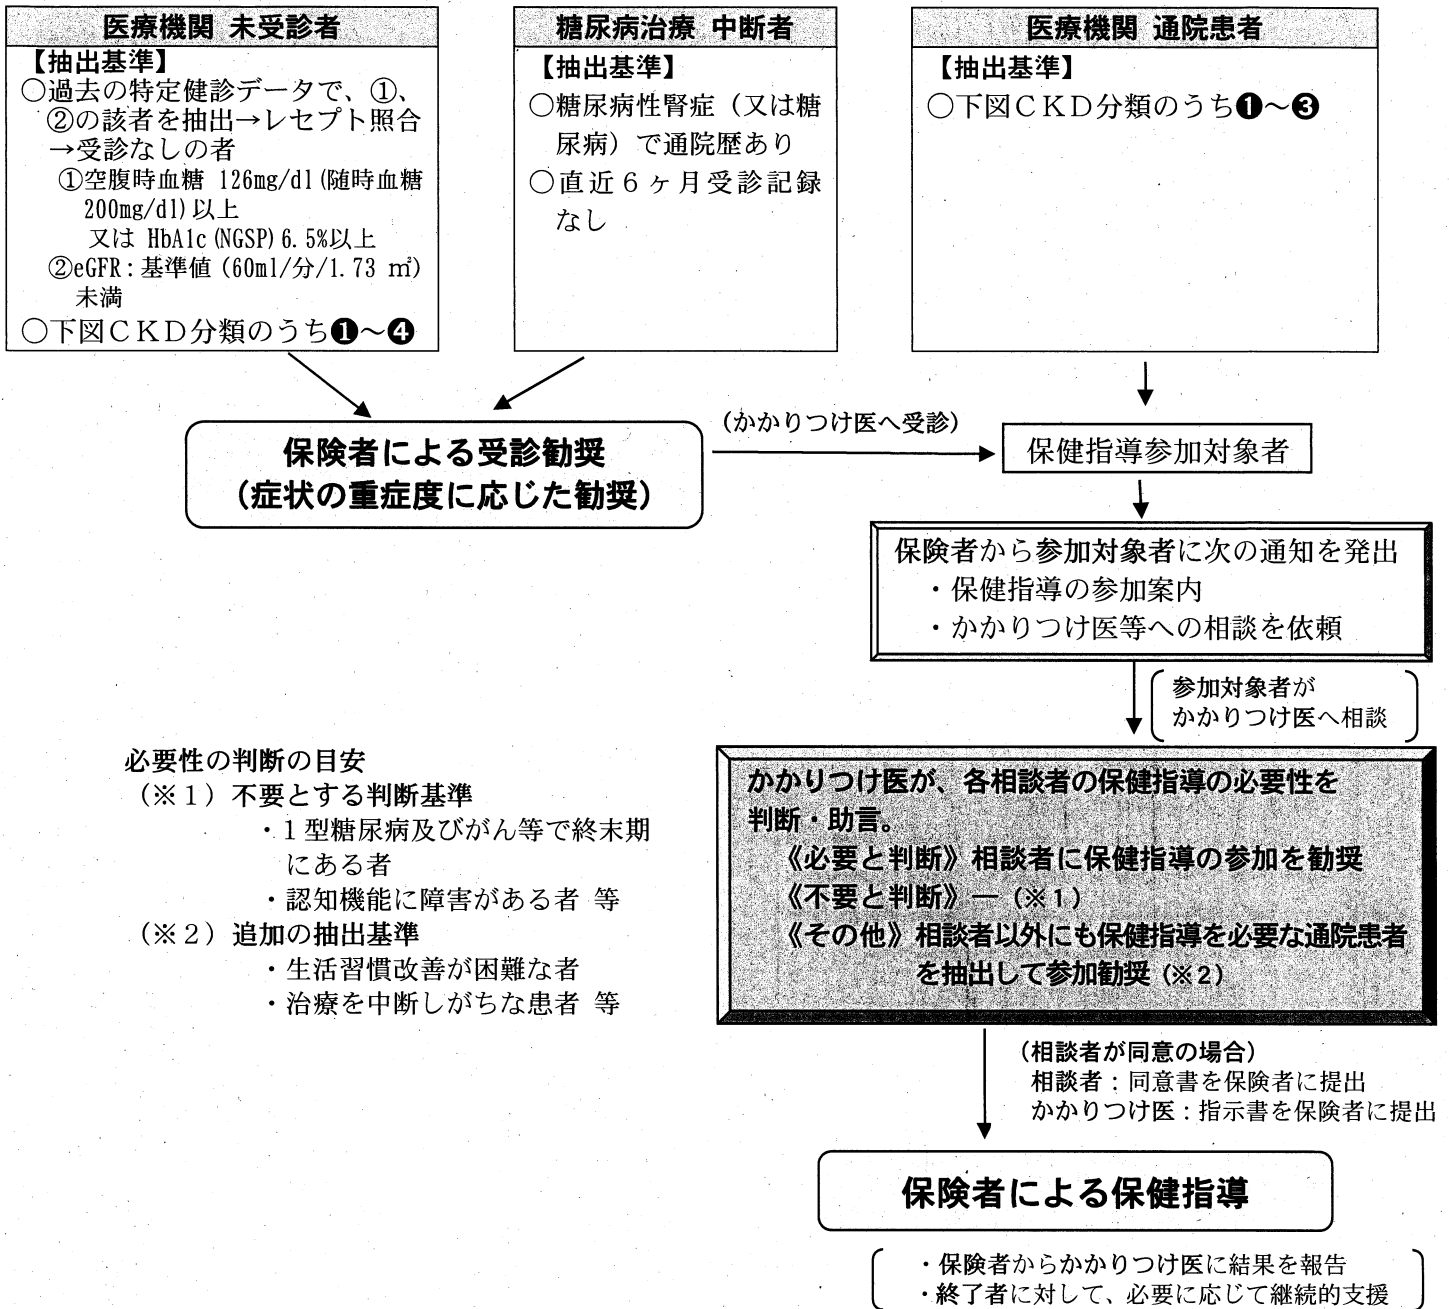 医療機関 未受診者
【抽出基準】
○過去の特定健診データで、①、
②の該者を抽出→レセプト照合
→受診なしの者
①空腹時血糖 126mg/dl(随時血糖
200mg/dl)以上
又は HbA1c(NGSP)6.5%以上
②eGFR:基準値(60ml/分/1.73 ㎡)
未満
○下図CKD分類のうち❶～❹
糖尿病治療 中断者
【抽出基準】
○糖尿病性腎症（又は糖
尿病）で通院歴あり
○直近6ヶ月受診記録
なし
医療機関 通院患者
【抽出基準】
○下図CKD分類のうち❶～❸
保険者による受診勧奨
（症状の重症度に応じた勧奨）
（かかりつけ医へ受診）
保健指導参加対象者
保険者から参加対象者に次の通知を発出
・保健指導の参加案内
・かかりつけ医等への相談を依頼
参加対象者が
かかりつけ医へ相談
必要性の判断の目安
（※1）不要とする判断基準
・1型糖尿病及びがん等で終末期
にある者
・認知機能に障害がある者 等
（※2）追加の抽出基準
・生活習慣改善が困難な者
・治療を中断しがちな患者 等
かかりつけ医が、各相談者の保健指導の必要性を
判断・助言。
《必要と判断》相談者に保健指導の参加を勧奨
《不要と判断》―（※1）
《その他》相談者以外にも保健指導を必要な通院患者
を抽出して参加勧奨（※2）
（相談者が同意の場合）
相談者：同意書を保険者に提出
かかりつけ医：指示書を保険者に提出
保険者による保健指導
・保険者からかかりつけ医に結果を報告
・終了者に対して、必要に応じて継続的支援